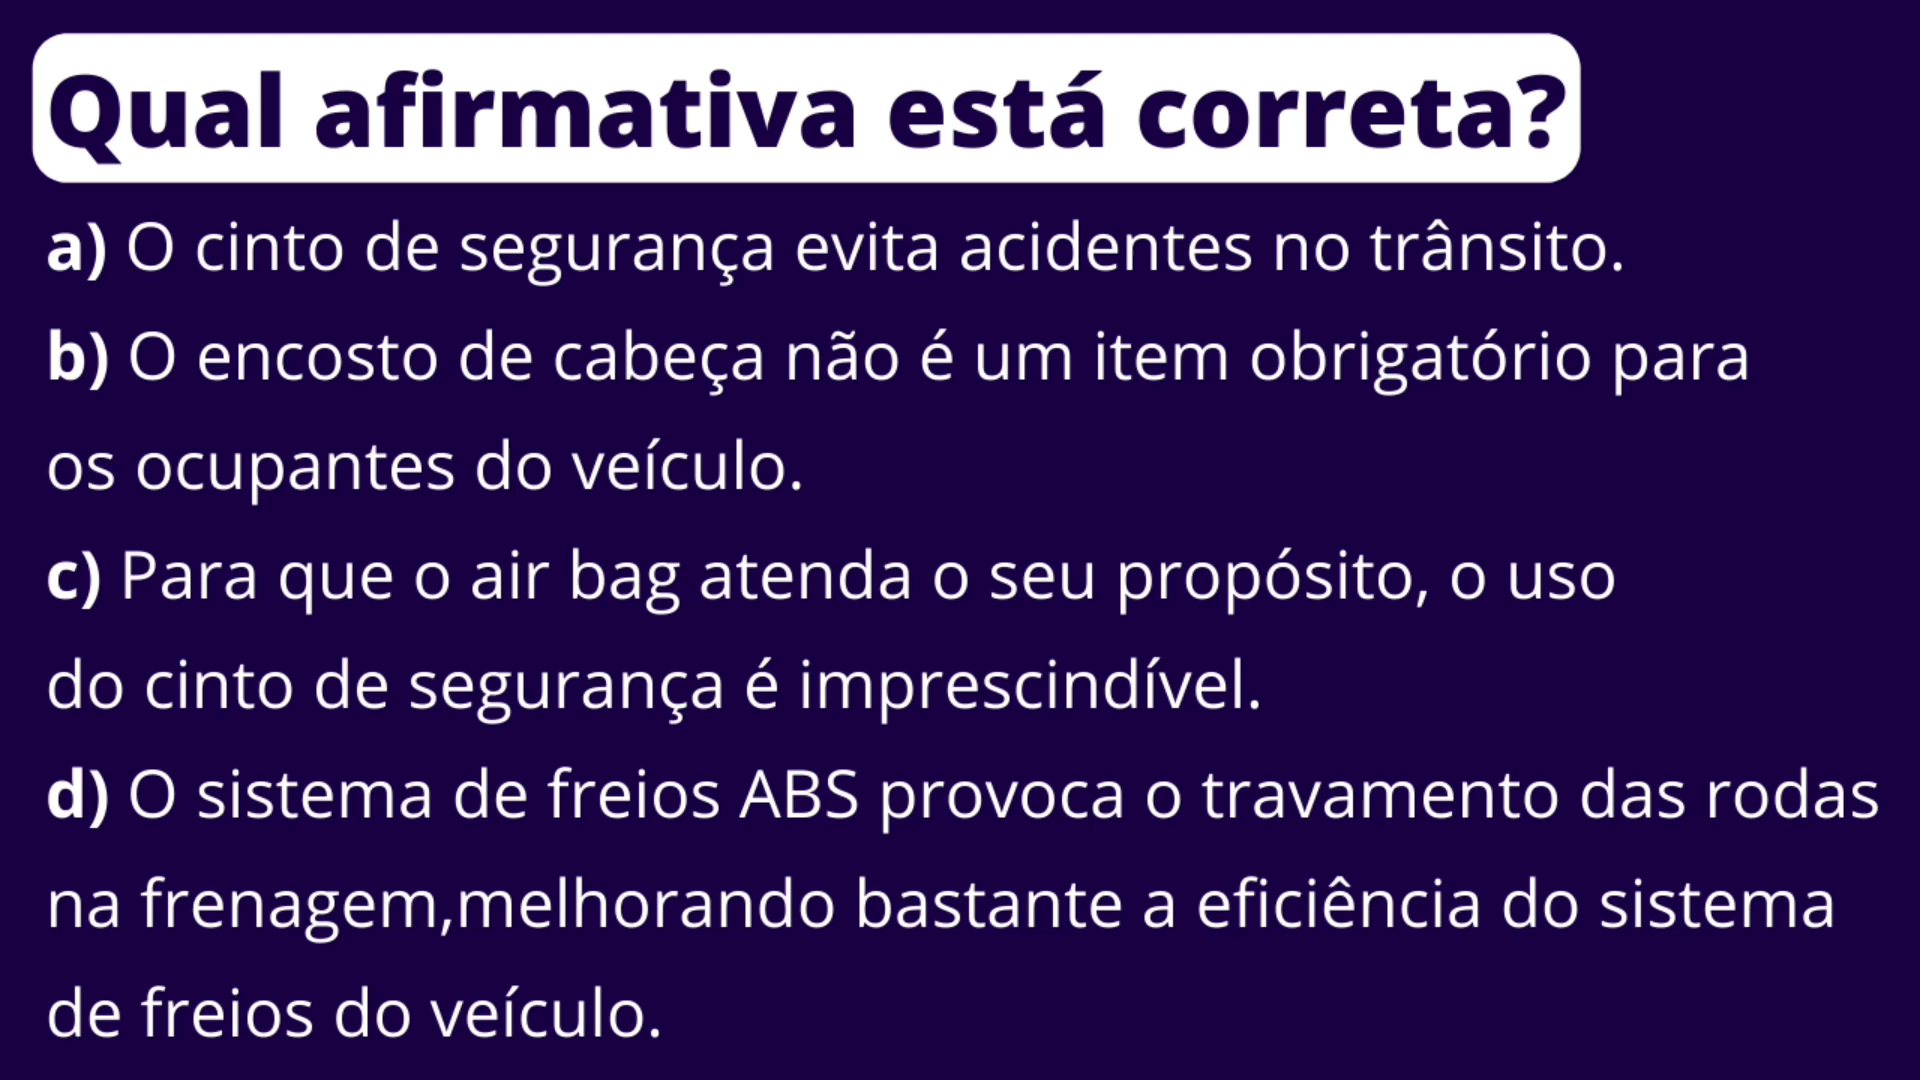 Qual afirmativa está correta?
a) O cinto de segurança evita acidentes no trânsito.
b) O encosto de cabeça não é um item obrigatório para
os ocupantes do veículo.
c) Para que o air bag atenda o seu propósito, o uso
do cinto de segurança é imprescindível.
d) O sistema de freios ABS provoca o travamento das rodas
na frenagem,melhorando bastante a eficiência do sistema
de freios do veículo.